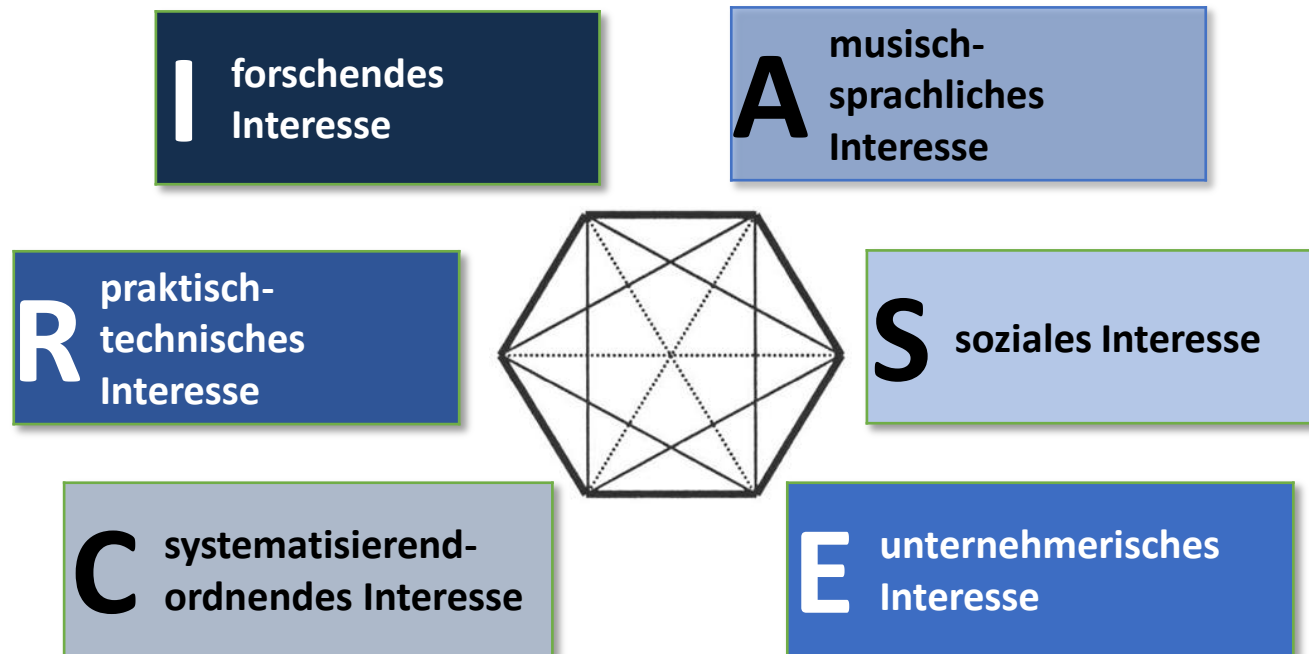 I
forschendes
Interesse
A
musisch-
sprachliches
Interesse
R
praktisch-
technisches
Interesse
S
soziales Interesse
C
systematisierend-
ordnendes Interesse
E
unternehmerisches
Interesse